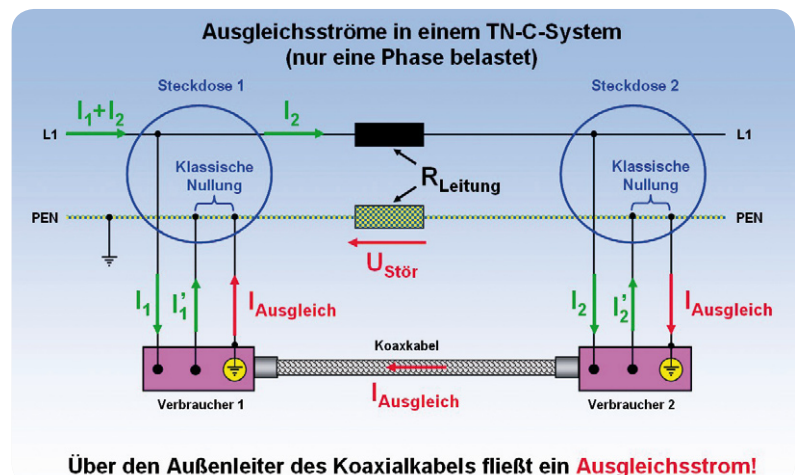 Ausgleichsströme in einem TN-C-System
(nur eine Phase belastet)
Steckdose 1
Steckdose 2
I1+I2
I2
L1
L1
Klassische
Nullung
RLeitung
Klassische
Nullung
PEN
PEN
UStör
I1
I1'
IAusgleich
I2
I2'
IAusgleich
Koaxkabel
IAusgleich
Verbraucher 1
Verbraucher 2
Über den Außenleiter des Koaxialkabels fließt ein Ausgleichsstrom!